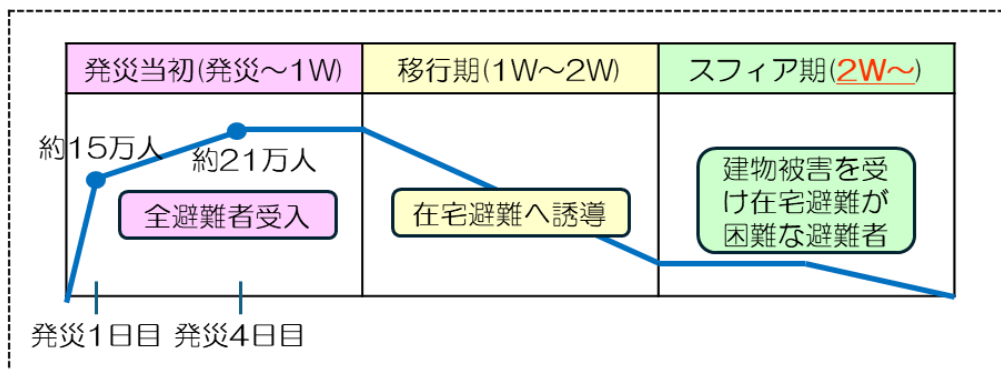 発災当初(発災～1W)
移行期(1W～2W)
スフィア期(2W～)
約15万人
約21万人
全避難者受入
在宅避難へ誘導
建物被害を受
け在宅避難が
困難な避難者
発災1日目
発災4日目